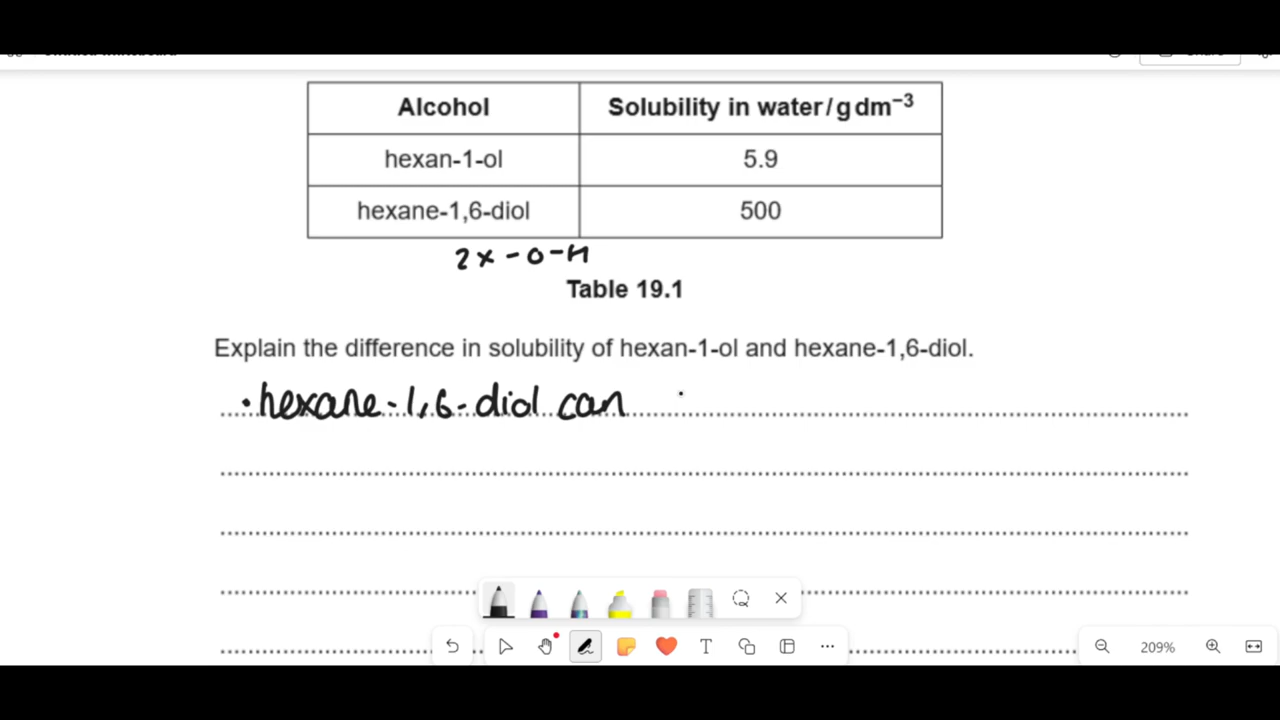 Alcohol Solubility in water/g dm⁻³
hexan-1-ol 5.9
hexane-1,6-diol 500
2x -O-H
Table 19.1
Explain the difference in solubility of hexan-1-ol and hexane-1,6-diol.
• hexane-1,6-diol can
209%